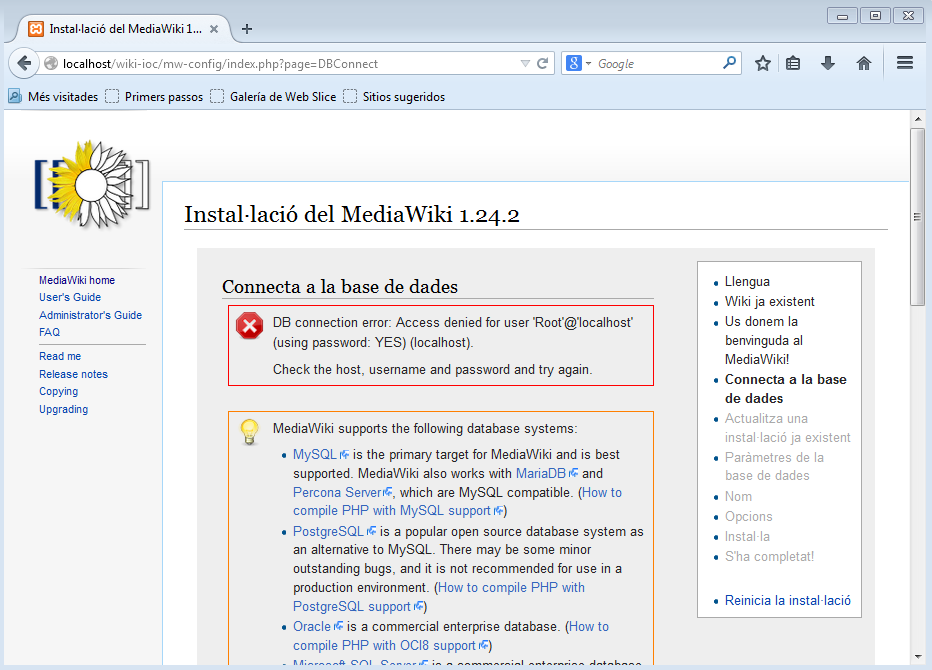 Instal·lació del MediaWiki 1...
localhost/wiki-ioc/mw-config/index.php?page=DBConnect
Google
Més visitades
Primers passos
Galería de Web Slice
Sitios sugeridos
MediaWiki home
User's Guide
Administrator's Guide
FAQ
Read me
Release notes
Copying
Upgrading
Instal·lació del MediaWiki 1.24.2
Connecta a la base de dades
DB connection error: Access denied for user 'Root'@'localhost'
(using password: YES) (localhost).
Check the host, username and password and try again.
MediaWiki supports the following database systems:
MySQL is the primary target for MediaWiki and is best
supported. MediaWiki also works with MariaDB and
Percona Server, which are MySQL compatible. (How to
compile PHP with MySQL support)
PostgreSQL is a popular open source database system as
an alternative to MySQL. There may be some minor
outstanding bugs, and it is not recommended for use in a
production environment. (How to compile PHP with
PostgreSQL support)
Oracle is a commercial enterprise database. (How to
compile PHP with OCI8 support)
Microsoft SQL Server is a commercial enterprise database
Llengua
Wiki ja existent
Us donem la
benvinguda al
MediaWiki!
Connecta a la base
de dades
Actualitza una
instal·lació ja existent
Paràmetres de la
base de dades
Nom
Opcions
Instal·la
S'ha completat!
Reinicia la instal·lació